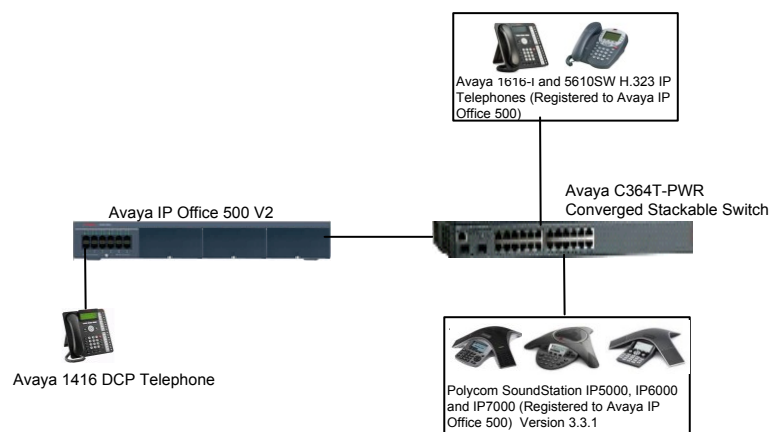 Avaya 1616-I and 5610SW H.323 IP
Telephones (Registered to Avaya IP
Office 500)
Avaya C364T-PWR
Converged Stackable Switch
Avaya IP Office 500 V2
Avaya 1416 DCP Telephone
Polycom SoundStation IP5000, IP6000
and IP7000 (Registered to Avaya IP
Office 500) Version 3.3.1